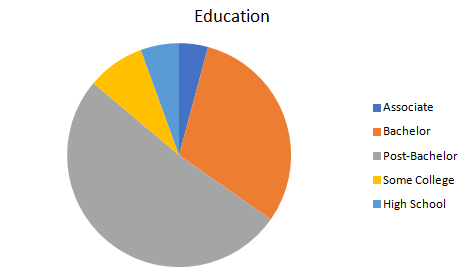 Education
Associate
Bachelor
Post-Bachelor
Some College
High School